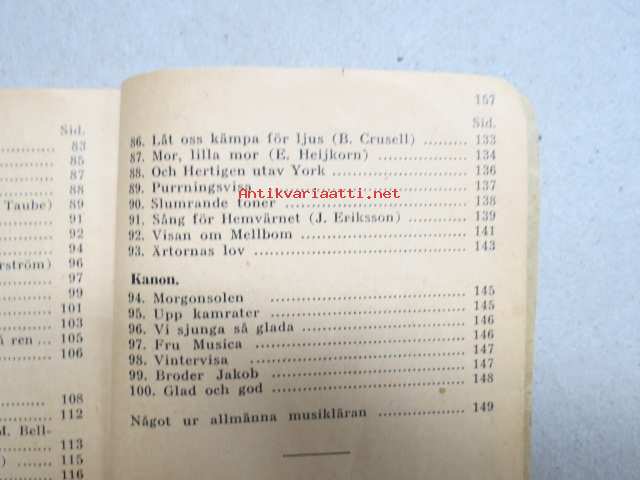 Sid.
83
85
87
88
Taube) 89
91
92
94
rström) 96
97
99
101
103
å ren ... 105
106
108
112
M. Bell-
113
) 115
116
157
Sid.
86. Låt oss kämpa för ljus (B. Crusell) ......... 133
87. Mor, lilla mor (E. Heijkorn) ................. 134
88. Och Hertigen utav York ................. 136
89. Purrningsvisa ................. 137
90. Slumrande toner ................. 138
91. Sång för Hemvärnet (J. Eriksson) ............ 139
92. Visan om Mellbom ................. 141
93. Ärtornas lov ................. 143
Kanon.
94. Morgonsolen ................. 145
95. Upp kamrater ................. 145
96. Vi sjunga så glada ................. 146
97. Fru Musica ................. 146
98. Vintervisa ................. 147
99. Broder Jakob ................. 147
100. Glad och god ................. 148
Något ur allmänna musikläran ................. 149
Antikvariaatti.net